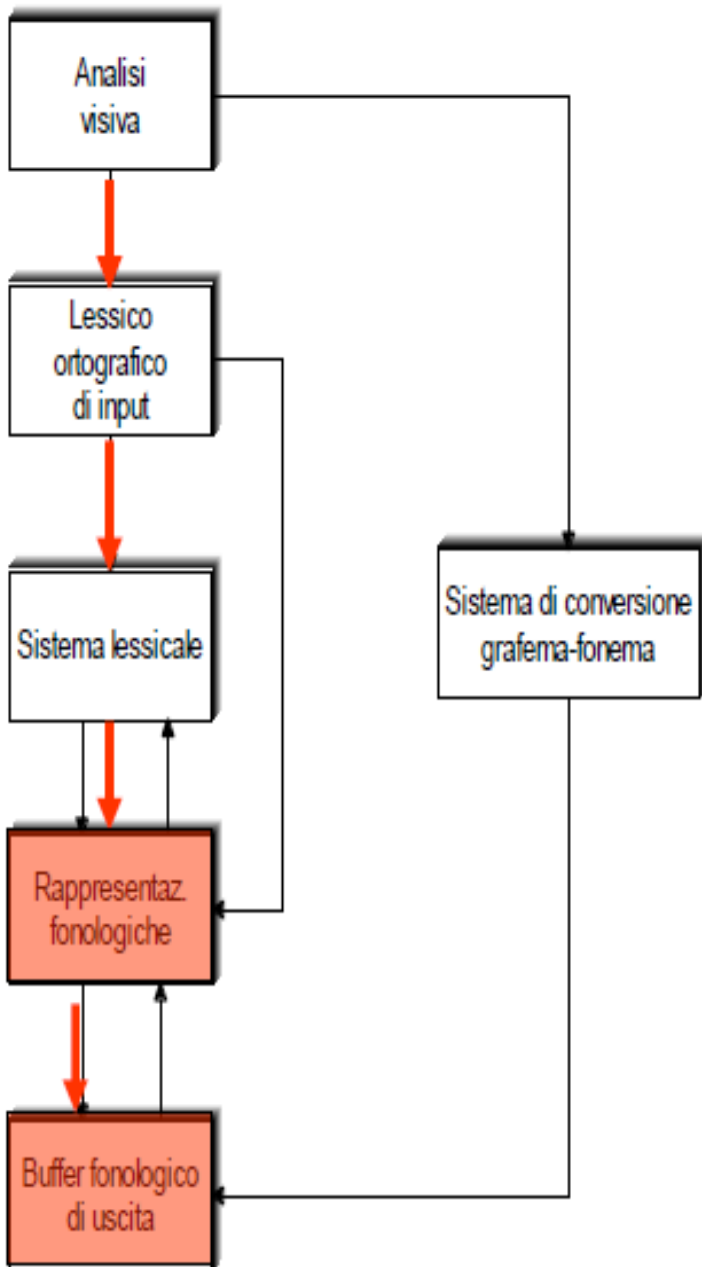 Analisi
visiva
Lessico
ortografico
di input
Sistema lessicale
Sistema di conversione
grafema-fonema
Rappresentaz.
fonologiche
Buffer fonologico
di uscita